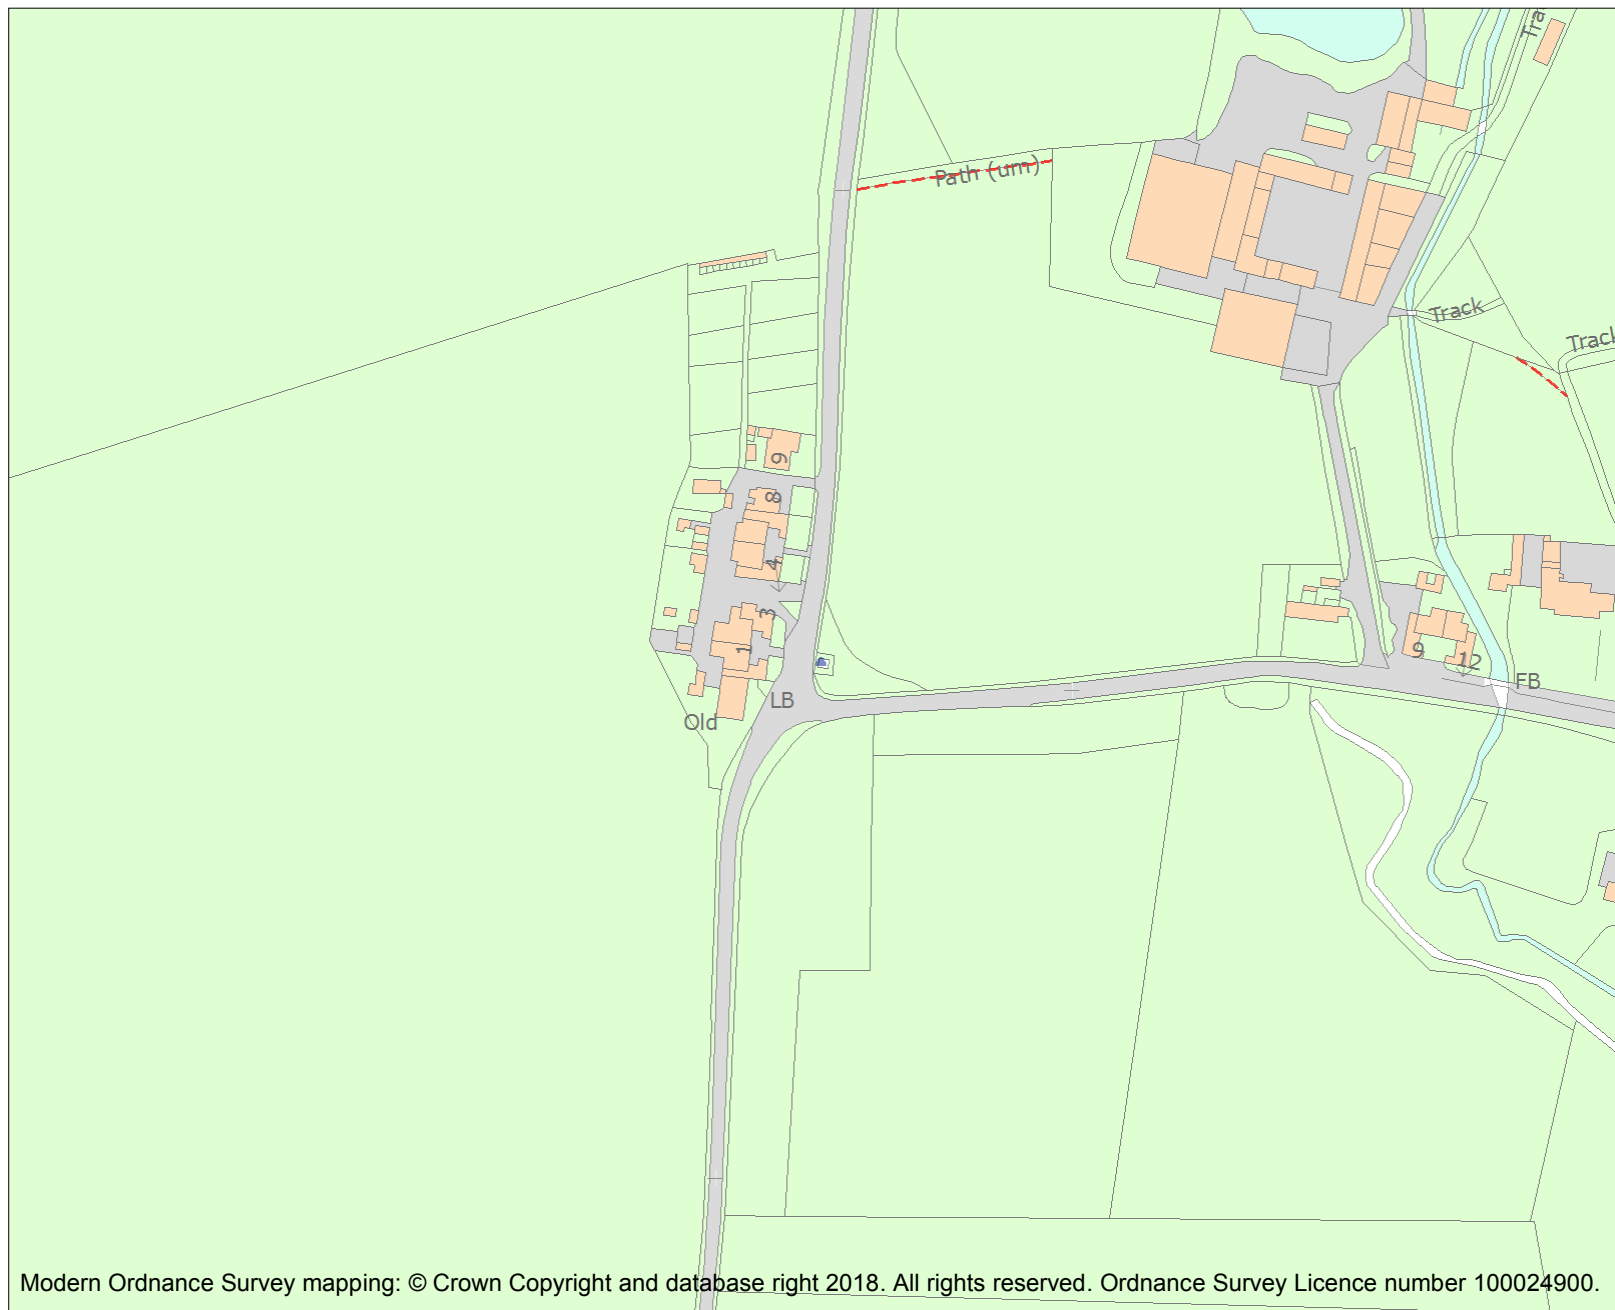 Tra
Path (um)
Track
Track
9
8
4
3
1
9
12
FB
LB
Old
Modern Ordnance Survey mapping: © Crown Copyright and database right 2018. All rights reserved. Ordnance Survey Licence number 100024900.